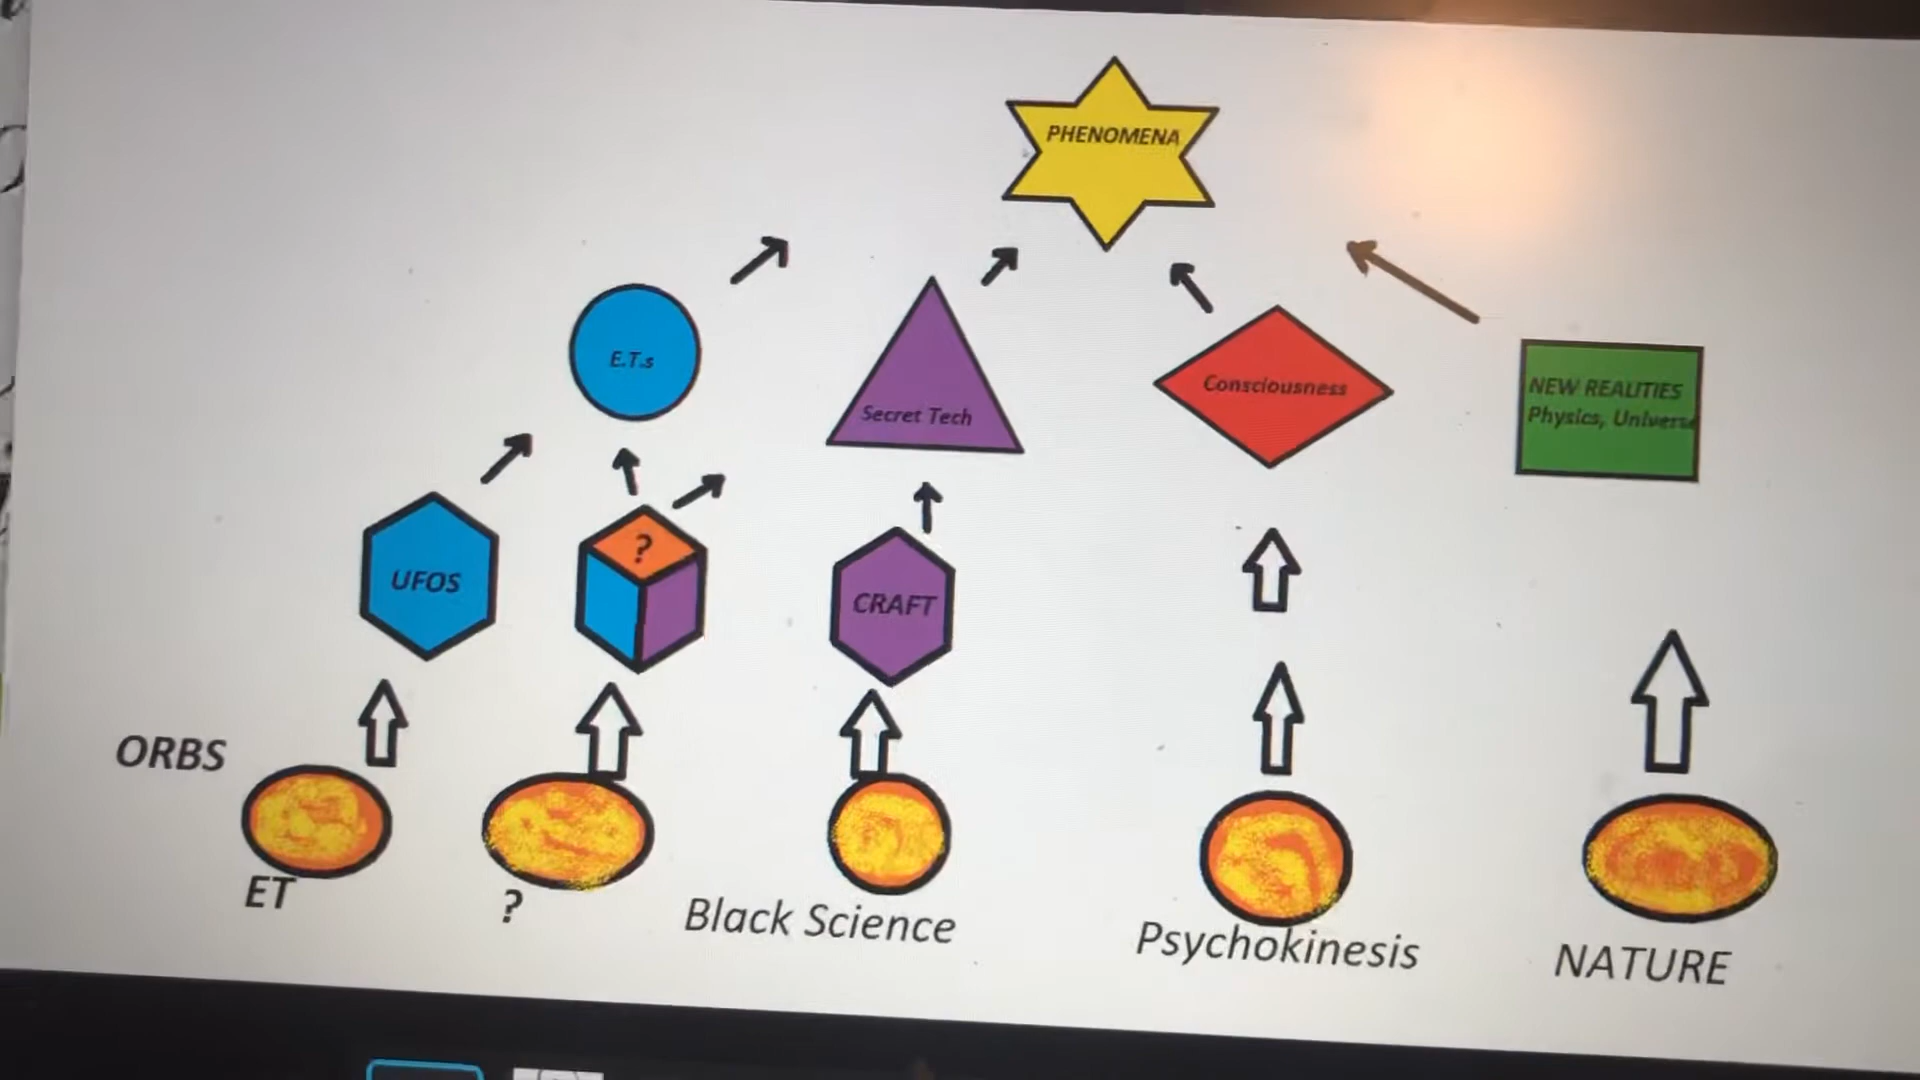 PHENOMENA
E.T.s
Secret Tech
Consciousness
NEW REALITIES
Physics, Universe
UFOS
?
CRAFT
ORBS
ET
?
Black Science
Psychokinesis
NATURE